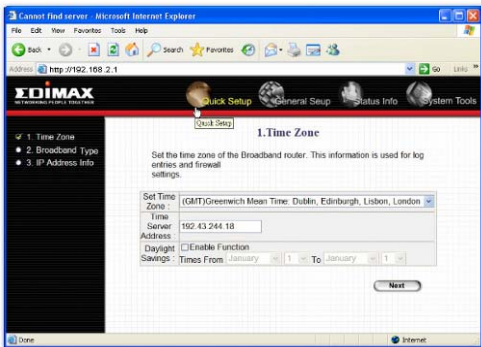 Cannot find server - Microsoft Internet Explorer
File Edit View Favorites Tools Help
Back Search Favorites
Address http://192.168.2.1 Go Links »
EDIMAX
NETWORKING PEOPLE TOGETHER
Quick Setup General Seup Status Info System Tools
Quick Setup
1. Time Zone
2. Broadband Type
3. IP Address Info
1.Time Zone
Set the time zone of the Broadband router. This information is used for log
entries and firewall
settings.
Set Time Zone : (GMT)Greenwich Mean Time: Dublin, Edinburgh, Lisbon, London
Time Server Address : 192.43.244.18
Daylight Savings : Enable Function
Times From January 1 To January 1
Next
Done Internet